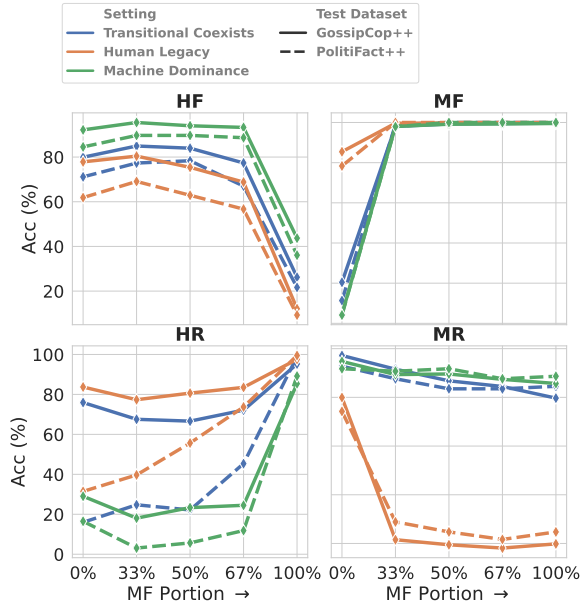 Setting
Transitional Coexists
Human Legacy
Machine Dominance
Test Dataset
GossipCop++
PolitiFact++
HF
MF
Acc (%)
80
60
40
20
HR
MR
Acc (%)
100
80
60
40
20
0
0% 33% 50% 67% 100%
MF Portion →
0% 33% 50% 67% 100%
MF Portion →